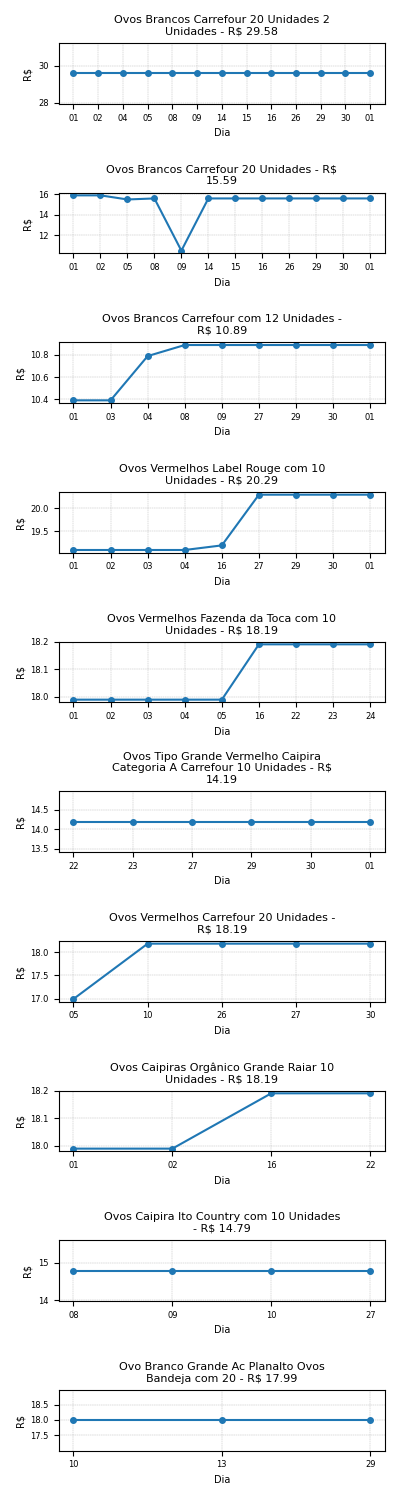 Ovos Brancos Carrefour 20 Unidades 2
Unidades - R$ 29.58
30
28
R$
01 02 04 05 08 09 14 15 16 26 29 30 01
Dia
Ovos Brancos Carrefour 20 Unidades - R$
15.59
16
14
12
R$
01 02 05 08 09 14 15 16 26 29 30 01
Dia
Ovos Brancos Carrefour com 12 Unidades -
R$ 10.89
10.8
10.6
10.4
R$
01 03 04 08 09 27 29 30 01
Dia
Ovos Vermelhos Label Rouge com 10
Unidades - R$ 20.29
20.0
19.5
R$
01 02 03 04 16 27 29 30 01
Dia
Ovos Vermelhos Fazenda da Toca com 10
Unidades - R$ 18.19
18.2
18.1
18.0
R$
01 02 03 04 05 16 22 23 24
Dia
Ovos Tipo Grande Vermelho Caipira
Categoria A Carrefour 10 Unidades - R$
14.19
14.5
14.0
13.5
R$
22 23 27 29 30 01
Dia
Ovos Vermelhos Carrefour 20 Unidades -
R$ 18.19
18.0
17.5
17.0
R$
05 10 26 27 30
Dia
Ovos Caipiras Orgânico Grande Raiar 10
Unidades - R$ 18.19
18.2
18.1
18.0
R$
01 02 16 22
Dia
Ovos Caipira Ito Country com 10 Unidades
- R$ 14.79
15
14
R$
08 09 10 27
Dia
Ovo Branco Grande Ac Planalto Ovos
Bandeja com 20 - R$ 17.99
18.5
18.0
17.5
R$
10 13 29
Dia